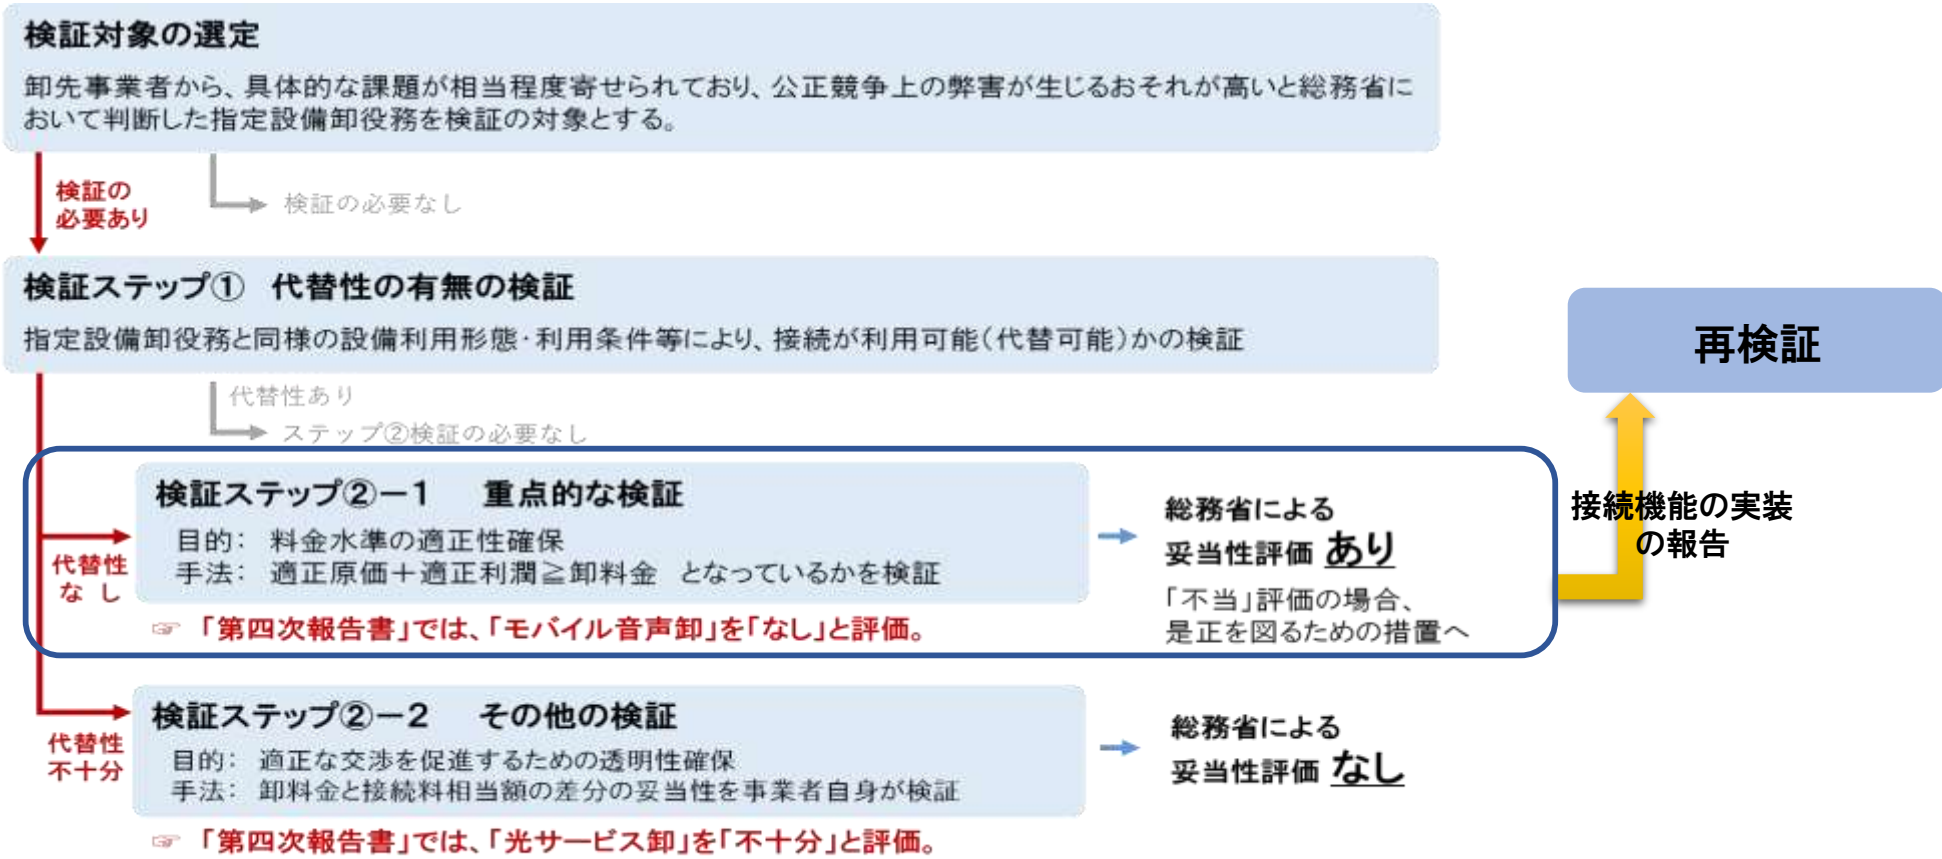 検証対象の選定
卸先事業者から、具体的な課題が相当程度寄せられており、公正競争上の弊害が生じるおそれが高いと総務省に
おいて判断した指定設備卸役務を検証の対象とする。
検証の
必要あり
検証の必要なし
検証ステップ① 代替性の有無の検証
指定設備卸役務と同様の設備利用形態・利用条件等により、接続が利用可能(代替可能)かの検証
代替性あり
ステップ②検証の必要なし
再検証
接続機能の実装
の報告
代替性
な し
検証ステップ②－1 重点的な検証
目的: 料金水準の適正性確保
手法: 適正原価＋適正利潤≧卸料金 となっているかを検証
☞ 「第四次報告書」では、「モバイル音声卸」を「なし」と評価。
総務省による
妥当性評価 あり
「不当」評価の場合、
是正を図るための措置へ
代替性
不十分
検証ステップ②－2 その他の検証
目的: 適正な交渉を促進するための透明性確保
手法: 卸料金と接続料相当額の差分の妥当性を事業者自身が検証
☞ 「第四次報告書」では、「光サービス卸」を「不十分」と評価。
総務省による
妥当性評価 なし